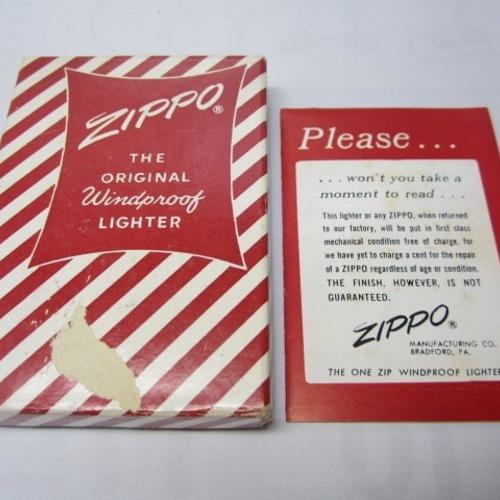 ZIPPO®
THE
ORIGINAL
Windproof
LIGHTER
Please...
...won't you take a
moment to read...
This lighter or any ZIPPO, when returned
to our factory, will be put in first class
mechanical condition free of charge, for
we have yet to charge a cent for the repair
of a ZIPPO regardless of age or condition.
THE FINISH, HOWEVER, IS NOT
GUARANTEED.
ZIPPO®
MANUFACTURING CO.
BRADFORD, PA.
THE ONE ZIP WINDPROOF LIGHTER